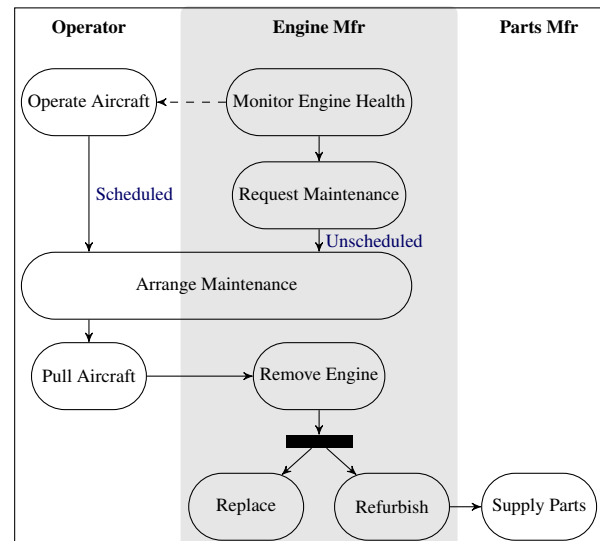 Operator Engine Mfr Parts Mfr
Operate Aircraft Monitor Engine Health
Scheduled Request Maintenance
Unscheduled
Arrange Maintenance
Pull Aircraft Remove Engine
Replace Refurbish Supply Parts